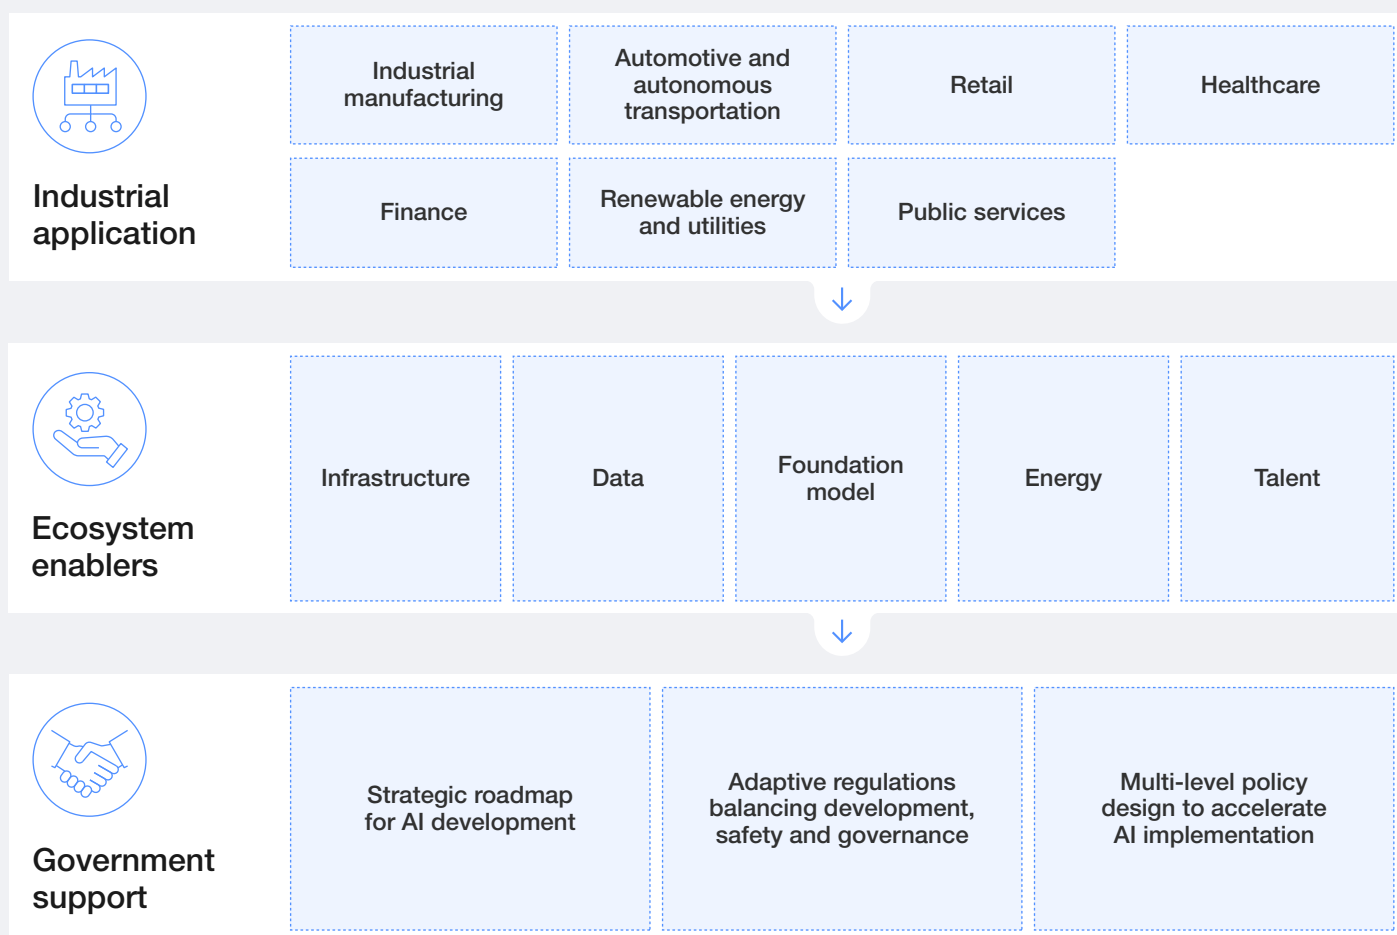 Industrial
application
Industrial
manufacturing
Automotive and
autonomous
transportation
Retail
Healthcare
Finance
Renewable energy
and utilities
Public services
Ecosystem
enablers
Infrastructure
Data
Foundation
model
Energy
Talent
Government
support
Strategic roadmap
for AI development
Adaptive regulations
balancing development,
safety and governance
Multi-level policy
design to accelerate
AI implementation